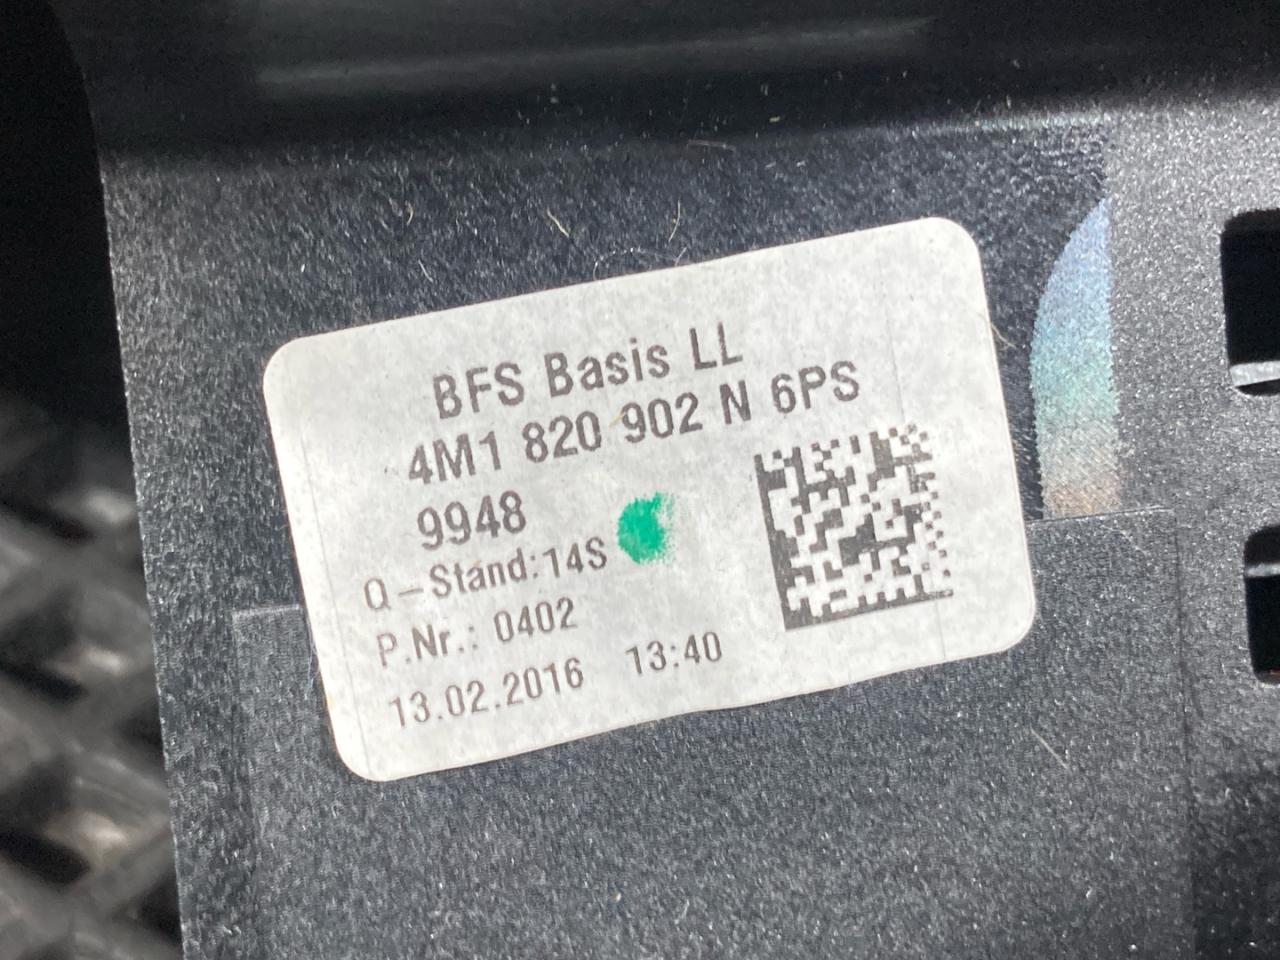 BFS Basis LL
4M1 820 902 N 6PS
9948
Q-Stand:14S
P.Nr.: 0402
13.02.2016 13:40